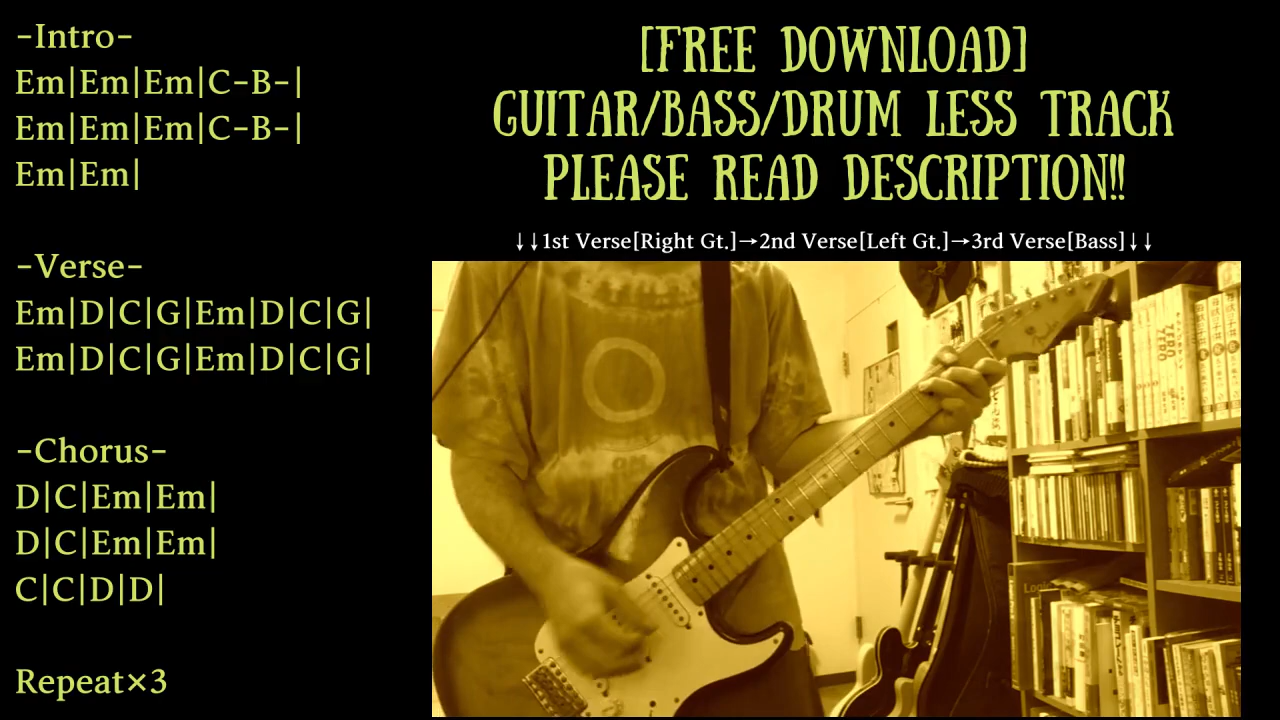 -Intro-
Em|Em|Em|C-B-|
Em|Em|Em|C-B-|
Em|Em|
-Verse-
Em|D|C|G|Em|D|C|G|
Em|D|C|G|Em|D|C|G|
-Chorus-
D|C|Em|Em|
D|C|Em|Em|
C|C|D|D|
Repeat×3
[FREE DOWNLOAD]
GUITAR/BASS/DRUM LESS TRACK
PLEASE READ DESCRIPTION!!
↓↓1st Verse[Right Gt.]→2nd Verse[Left Gt.]→3rd Verse[Bass]↓↓